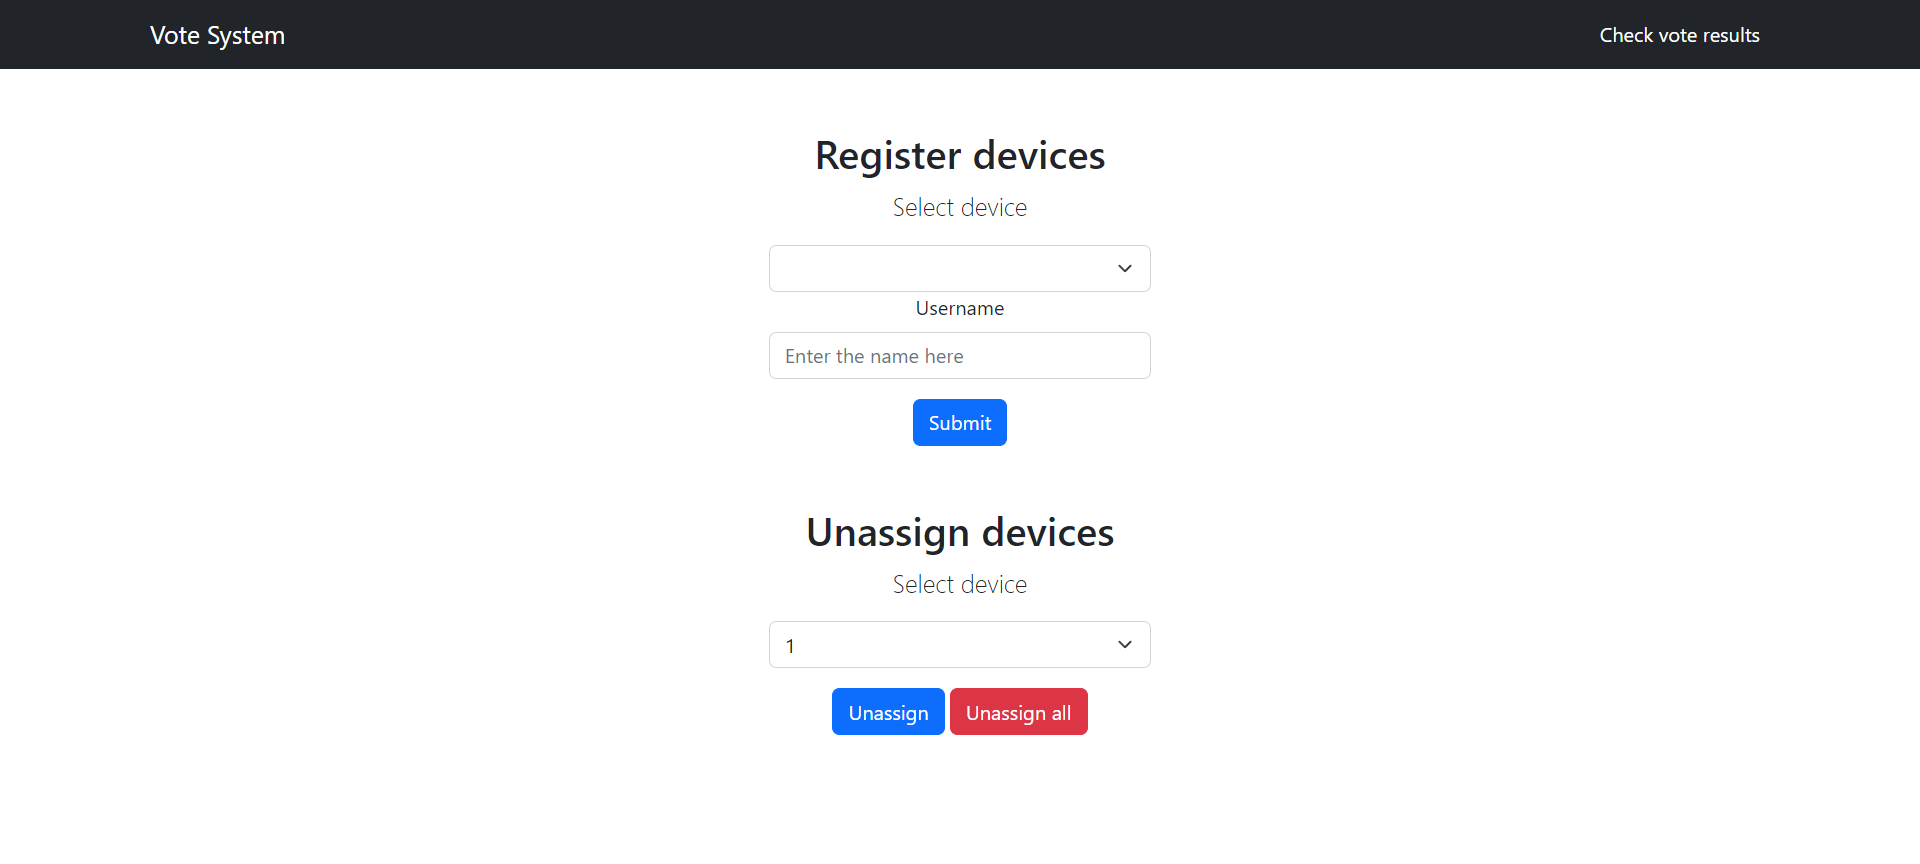 Vote System
Check vote results
Register devices
Select device
Username
Enter the name here
Submit
Unassign devices
Select device
1
Unassign
Unassign all